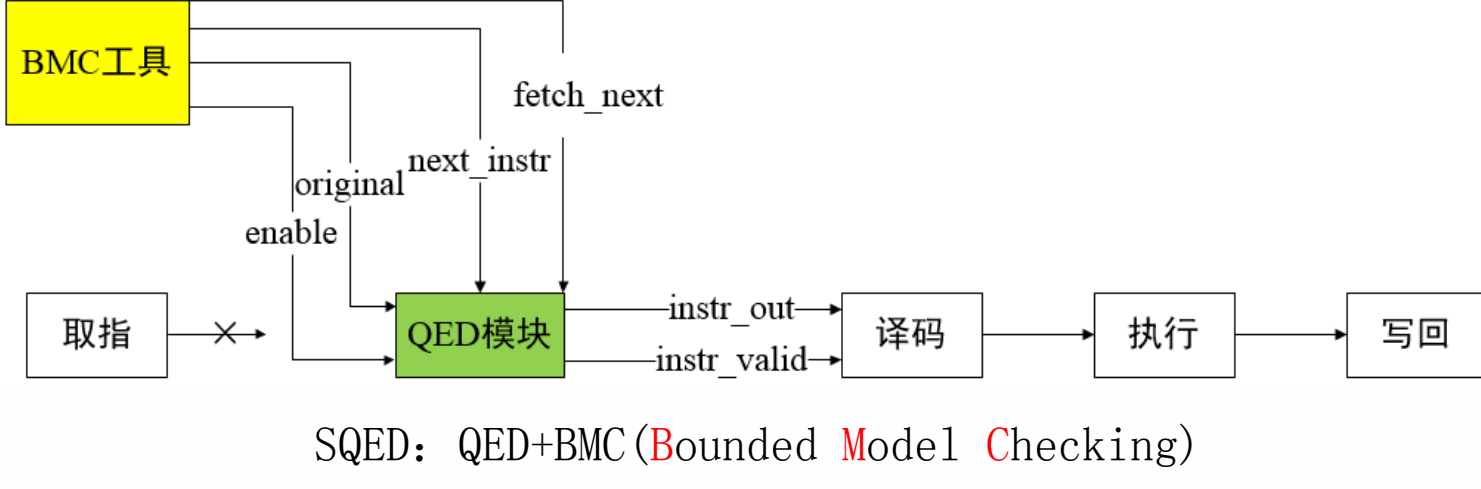 BMC工具
fetch_next
next_instr
original
enable
取指
QED模块
instr_out
instr_valid
译码
执行
写回
SQED：QED+BMC(Bounded Model Checking)